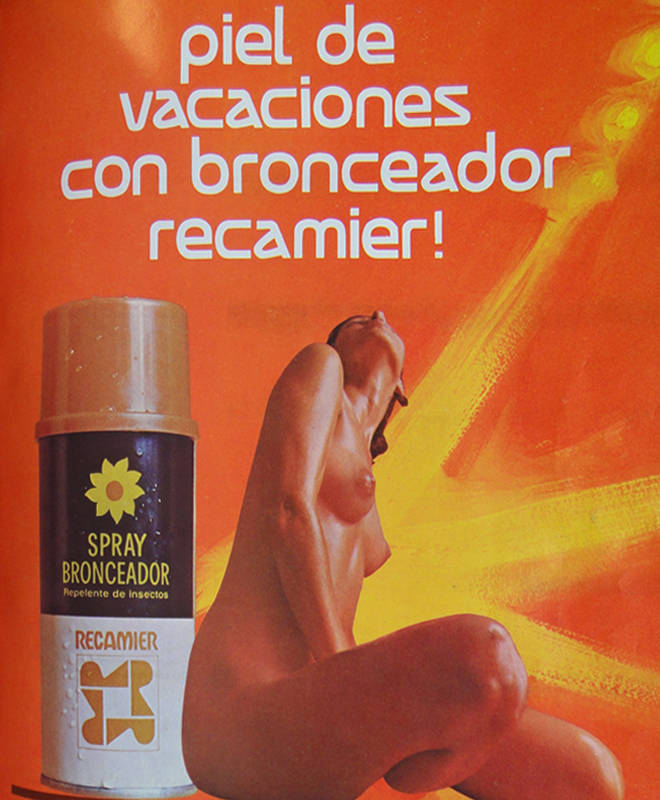 piel de
vacaciones
con bronceador
recamier!
SPRAY
BRONCEADOR
Repelente de insectos
RECAMIER